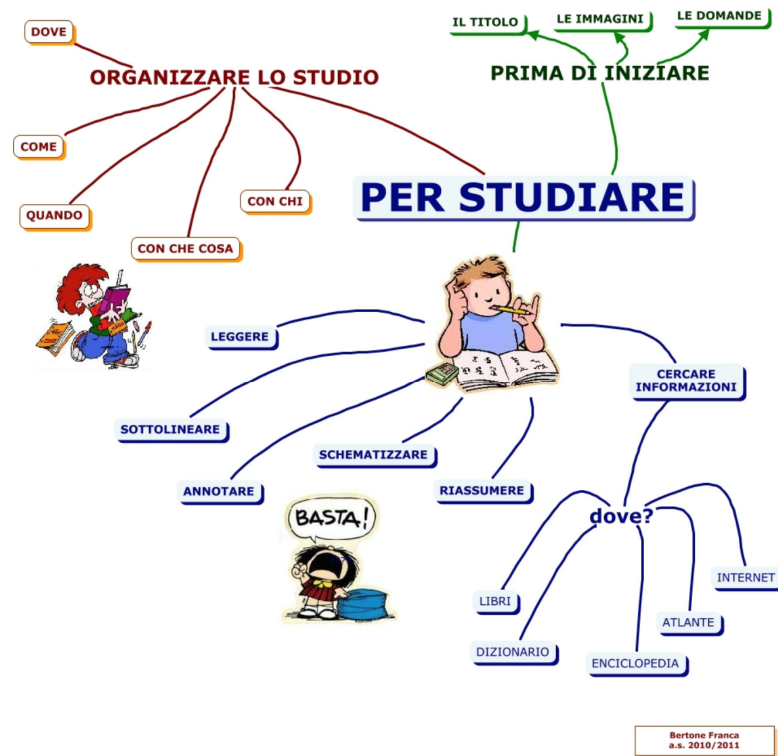 IL TITOLO
LE IMMAGINI
LE DOMANDE
DOVE
ORGANIZZARE LO STUDIO
PRIMA DI INIZIARE
COME
QUANDO
CON CHE COSA
CON CHI
PER STUDIARE
LEGGERE
SOTTOLINEARE
ANNOTARE
SCHEMATIZZARE
RIASSUMERE
CERCARE
INFORMAZIONI
BASTA!
dove?
LIBRI
DIZIONARIO
ENCICLOPEDIA
ATLANTE
INTERNET
Bertone Franca
a.s. 2010/2011